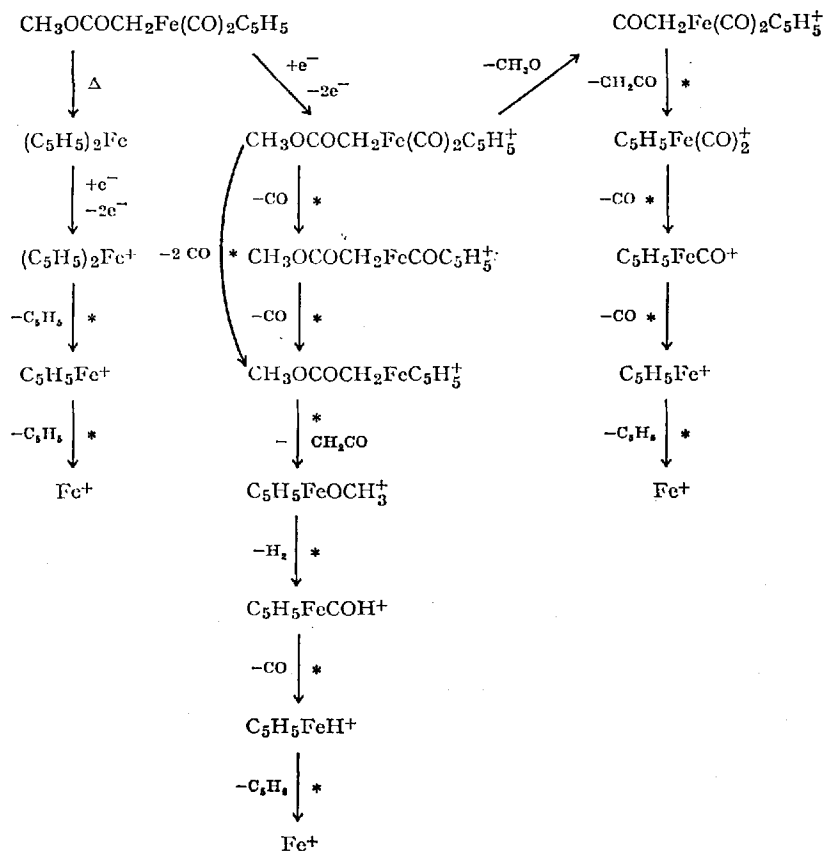 CH3OCOCH2Fe(CO)2C5H5
COCH2Fe(CO)2C5H5+
Δ
+e−
−2e−
−CH3O
−CH2CO *
(C5H5)2Fe
CH3OCOCH2Fe(CO)2C5H5+
C5H5Fe(CO)2+
+e−
−2e−
−CO *
−CO *
(C5H5)2Fe+
−2 CO *
CH3OCOCH2FeCOC5H5+
C5H5FeCO+
−C5H5 *
−CO *
−CO *
C5H5Fe+
CH3OCOCH2FeC5H5+
C5H5Fe+
−C5H5 *
*
− CH2CO
−C5H5 *
Fe+
C5H5FeOCH3+
Fe+
−H2 *
C5H5FeCOH+
−CO *
C5H5FeH+
−C5H6 *
Fe+